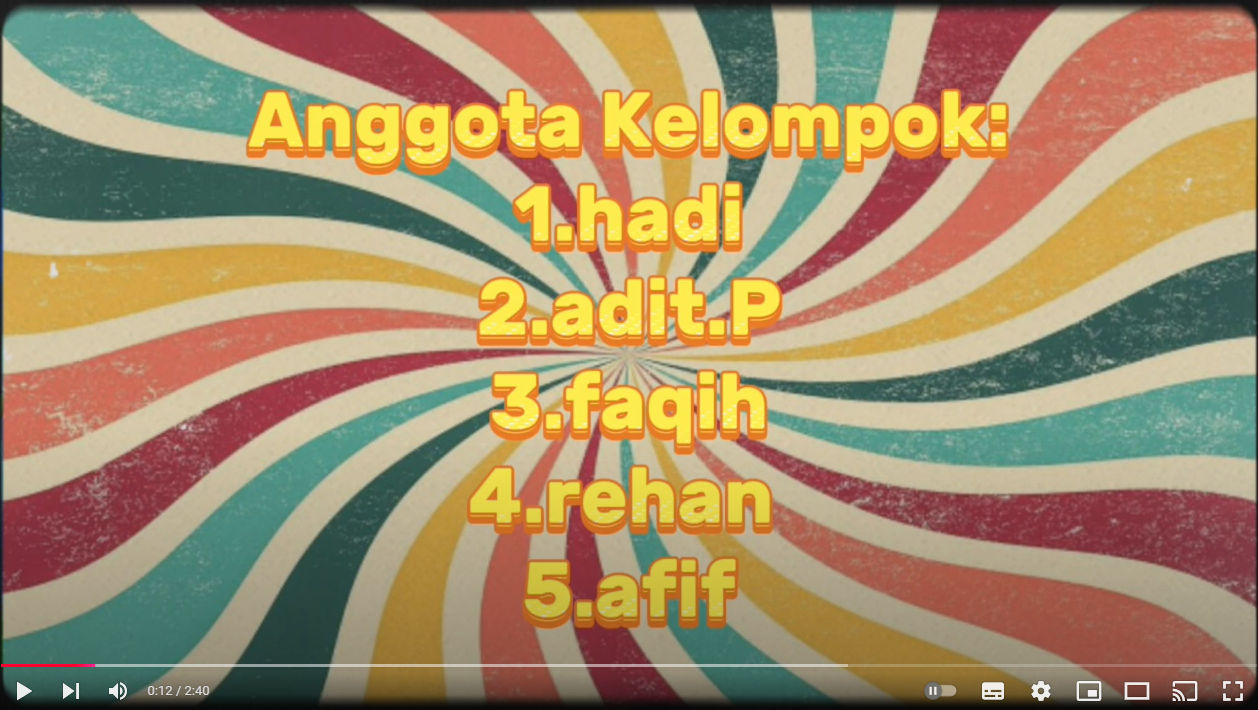 Anggota Kelompok:
1.hadi
2.adit.P
3.faqih
4.rehan
5.afif
0:12 / 2:40